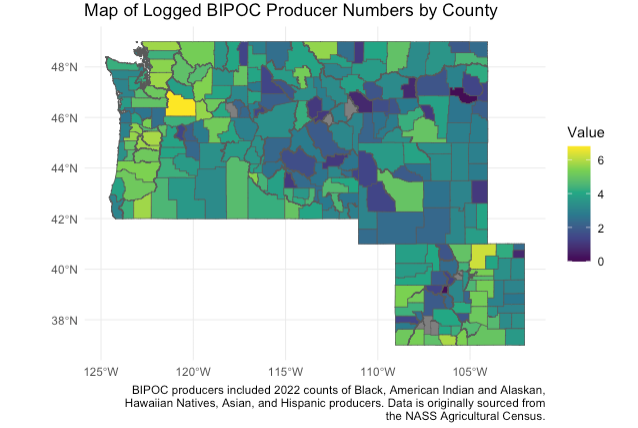 Map of Logged BIPOC Producer Numbers by County
48°N
46°N
44°N
42°N
40°N
38°N
125°W
120°W
115°W
110°W
105°W
Value
6
4
2
0
BIPOC producers included 2022 counts of Black, American Indian and Alaskan,
Hawaiian Natives, Asian, and Hispanic producers. Data is originally sourced from
the NASS Agricultural Census.